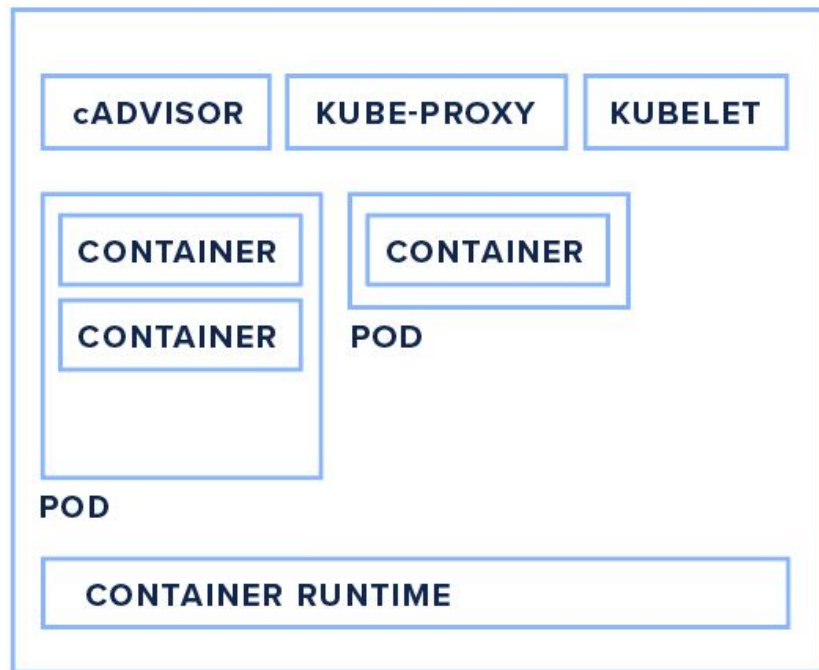 cADVISOR
KUBE-PROXY
KUBELET
CONTAINER
CONTAINER
POD
CONTAINER
POD
CONTAINER RUNTIME